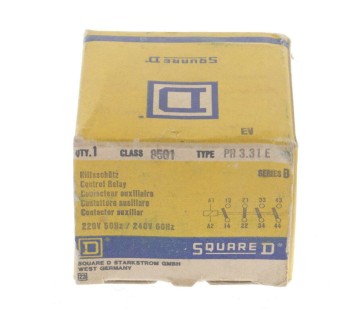 SQUARE D
D
EW
QTY. 1 CLASS 8501 TYPE PR 3.31 E
SERIES B
Hilfsschütz
Control Relay
Contacteur auxiliaire
Contattore ausiliare
Contactor auxiliar
220V 50Hz / 240V 60Hz
A1 13 21 33 43
A2 14 22 34 44
D SQUARE D
SQUARE D STARKSTROM GMBH
WEST GERMANY